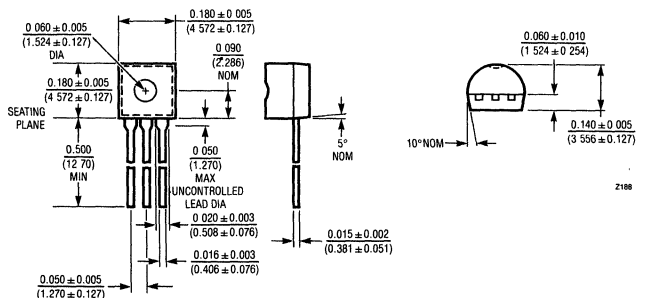 0 060 ± 0.005
(1.524 ± 0.127)
DIA
0.180 ± 0 005
(4 572 ± 0.127)
0 090
(2.286)
NOM
0.180 ± 0.005
(4 572 ± 0.127)
SEATING
PLANE
0.500
(12 70)
MIN
0 050
(1.270)
MAX
UNCONTROLLED
LEAD DIA
0 020 ± 0.003
(0.508 ± 0.076)
0.016 ± 0.003
(0.406 ± 0.076)
0.050 ± 0.005
(1.270 ± 0.127)
5°
NOM
0.015 ± 0.002
(0.381 ± 0.051)
0.060 ± 0.010
(1 524 ± 0 254)
0.140 ± 0 005
(3 556 ± 0.127)
10° NOM
Z188